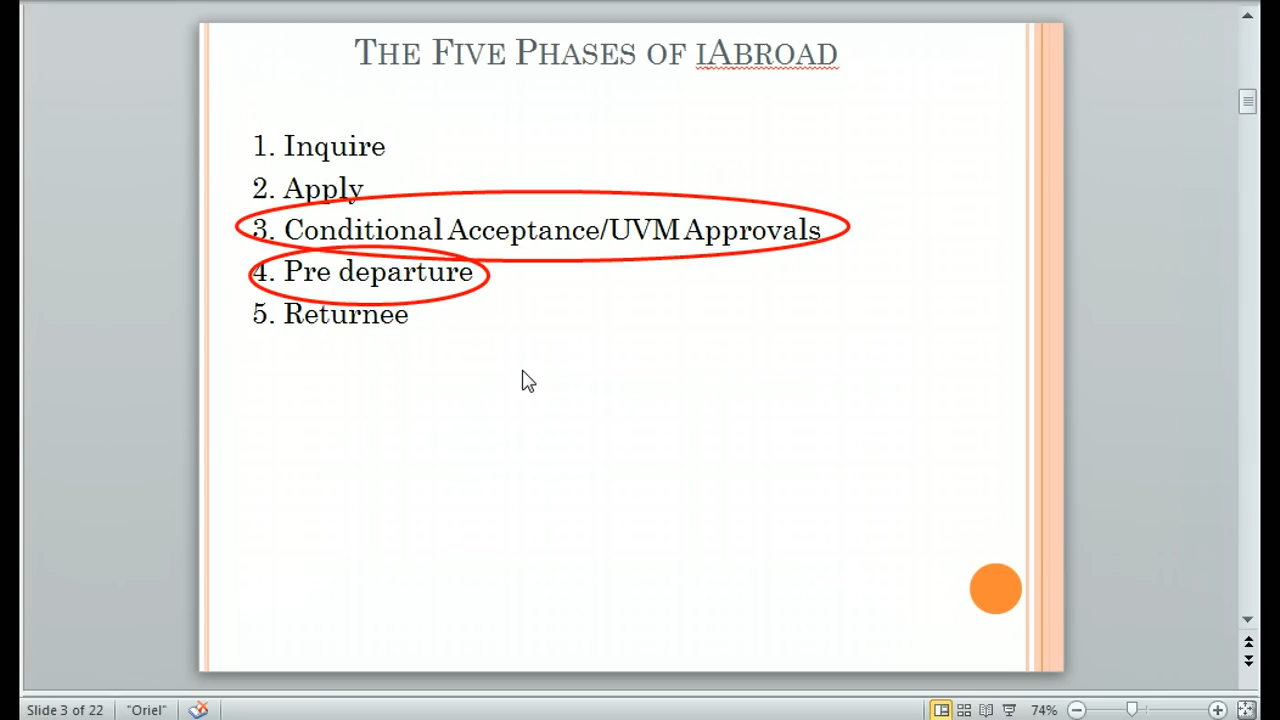 THE FIVE PHASES OF IABROAD
1. Inquire
2. Apply
3. Conditional Acceptance/UVM Approvals
4. Pre departure
5. Returnee
Slide 3 of 22
"Oriel"
74%